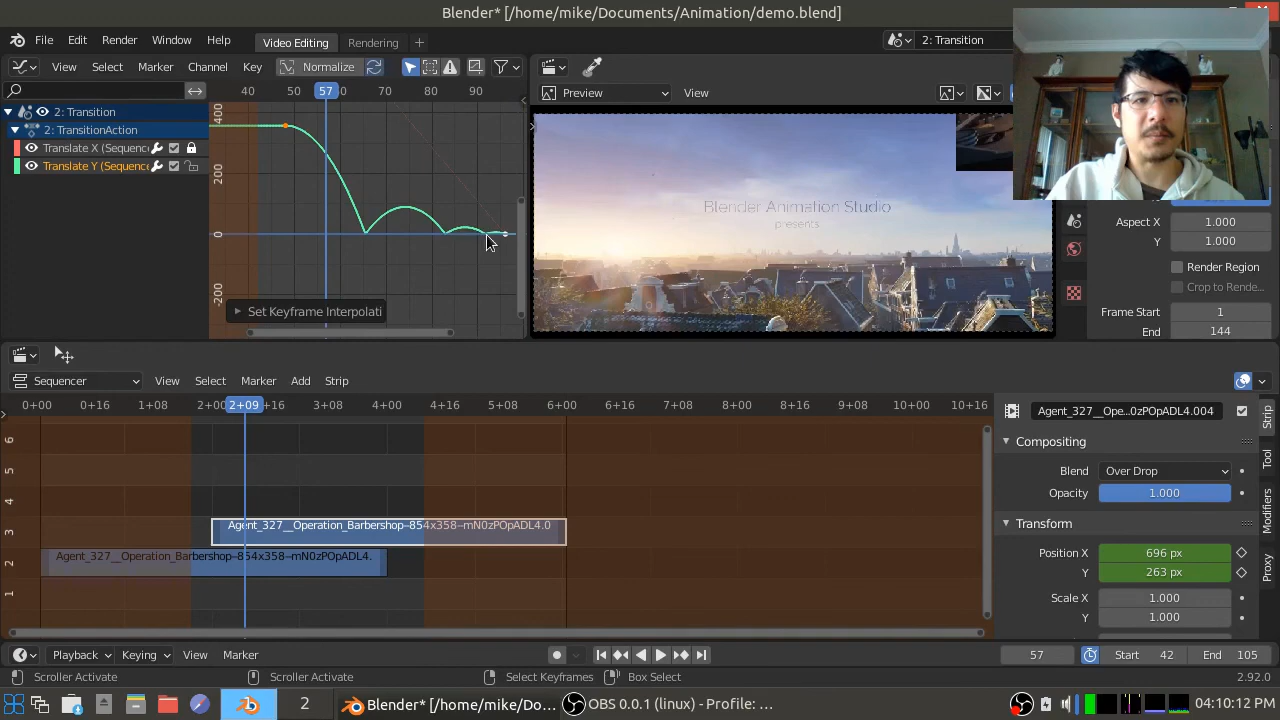 Blender* [/home/mike/Documents/Animation/demo.blend]
File Edit Render Window Help Video Editing Rendering + 2: Transition
View Select Marker Channel Key Normalize
40 50 57 70 80 90 Preview View
2: Transition
2: TransitionAction
Translate X (Sequenc
Translate Y (Sequenc
400
200
0
-200
Set Keyframe Interpolati
Blender Animation Studio
presents
Aspect X 1.000
Y 1.000
Render Region
Crop to Rende...
Frame Start 1
End 144
Sequencer View Select Marker Add Strip
0+00 0+16 1+08 2+00 2+09 +16 3+08 4+00 4+16 5+08 6+00 6+16 7+08 8+00 8+16 9+08 10+00 10+16
6
5
4
3
2
1
Agent_327__Operation_Barbershop–854x358–mN0zPOpADL4.0
Agent_327__Operation_Barbershop–854x358–mN0zPOpADL4.
Agent_327__Ope...0zPOpADL4.004
Compositing
Blend Over Drop
Opacity 1.000
Transform
Position X 696 px
Y 263 px
Scale X 1.000
Y 1.000
Strip
Tool
Modifiers
Proxy
Playback Keying View Marker 57 Start 42 End 105
Scroller Activate Scroller Activate Select Keyframes Box Select 2.92.0
1 2 Blender* [/home/mike/Do... OBS 0.0.1 (linux) - Profile: ... 04:10:12 PM